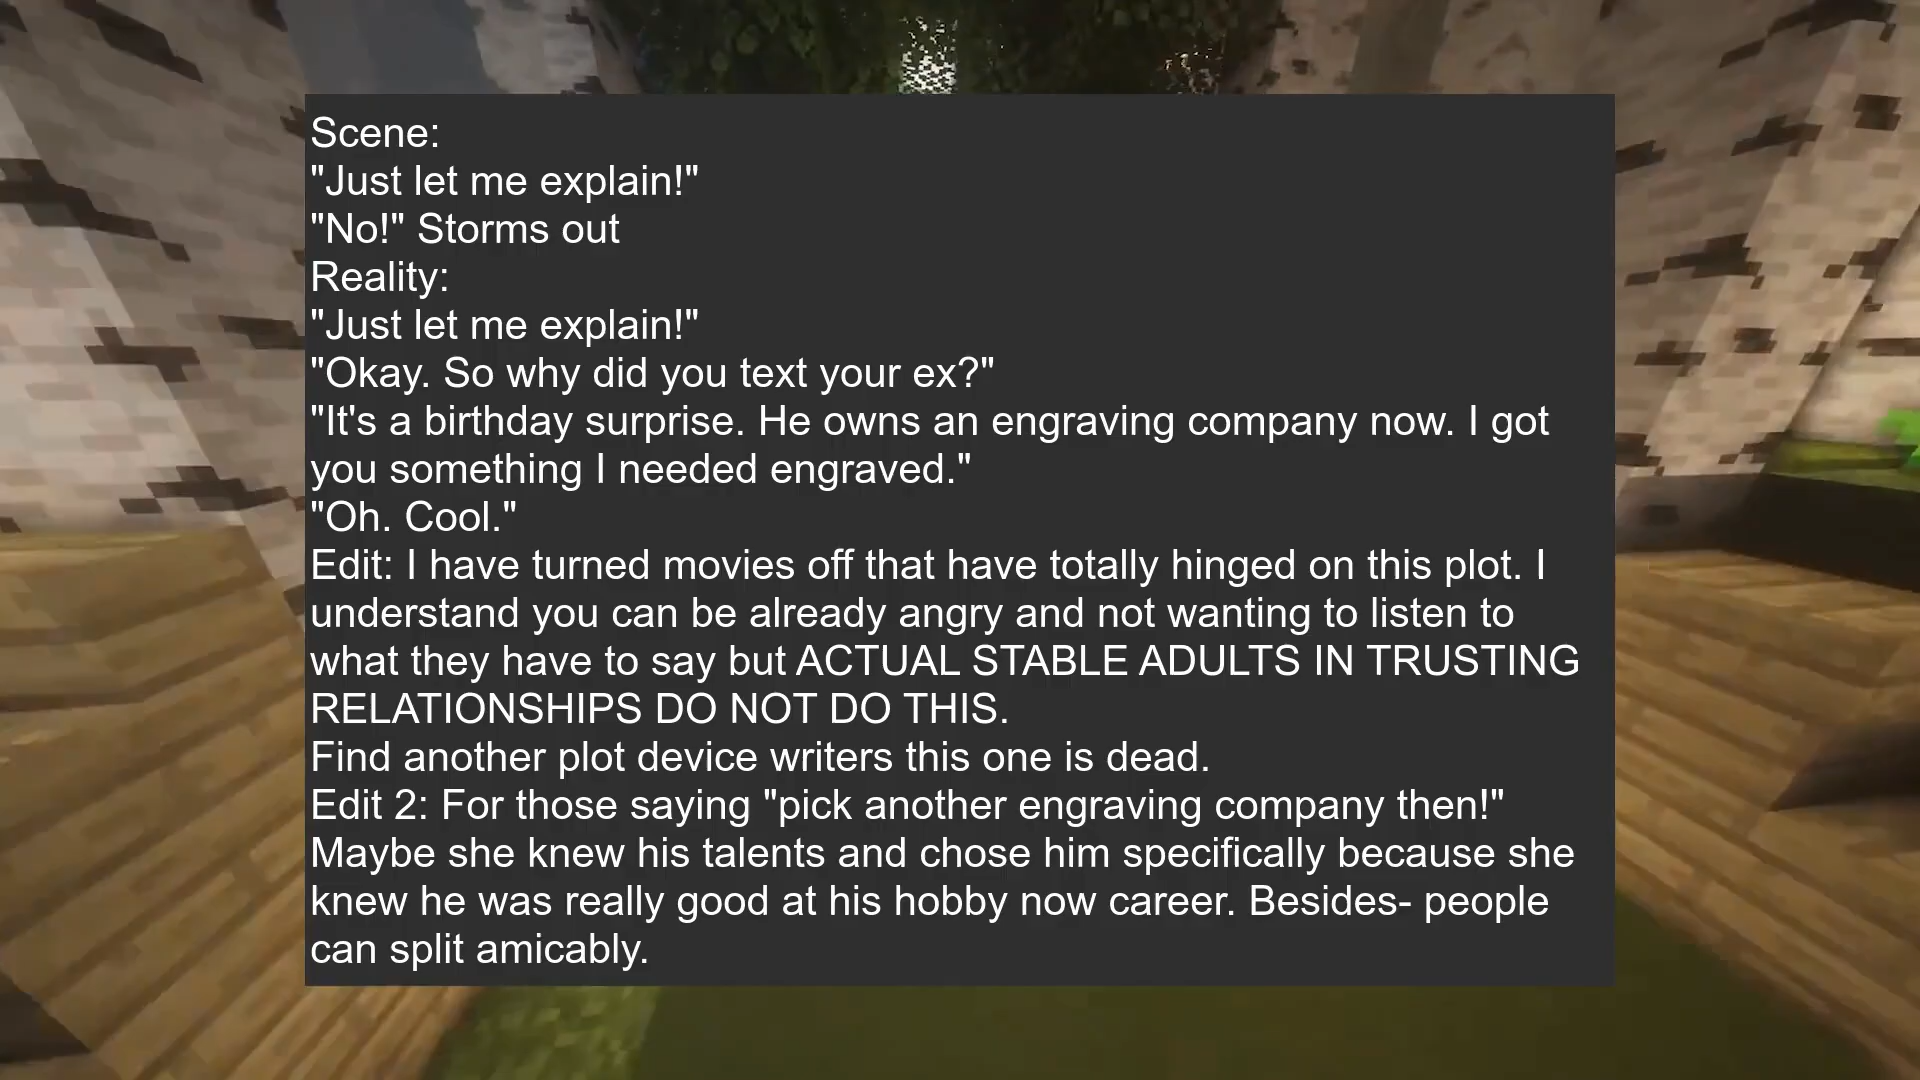 Scene:
"Just let me explain!"
"No!" Storms out
Reality:
"Just let me explain!"
"Okay. So why did you text your ex?"
"It's a birthday surprise. He owns an engraving company now. I got
you something I needed engraved."
"Oh. Cool."
Edit: I have turned movies off that have totally hinged on this plot. I
understand you can be already angry and not wanting to listen to
what they have to say but ACTUAL STABLE ADULTS IN TRUSTING
RELATIONSHIPS DO NOT DO THIS.
Find another plot device writers this one is dead.
Edit 2: For those saying "pick another engraving company then!"
Maybe she knew his talents and chose him specifically because she
knew he was really good at his hobby now career. Besides- people
can split amicably.